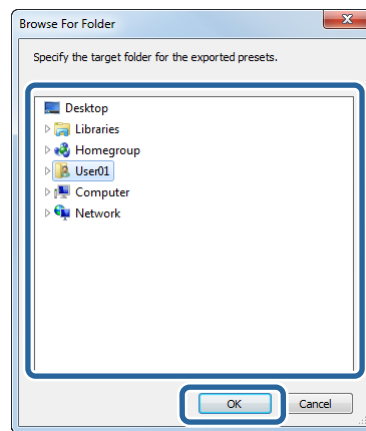 Browse For Folder
Specify the target folder for the exported presets.
Desktop
Libraries
Homegroup
User01
Computer
Network
OK Cancel